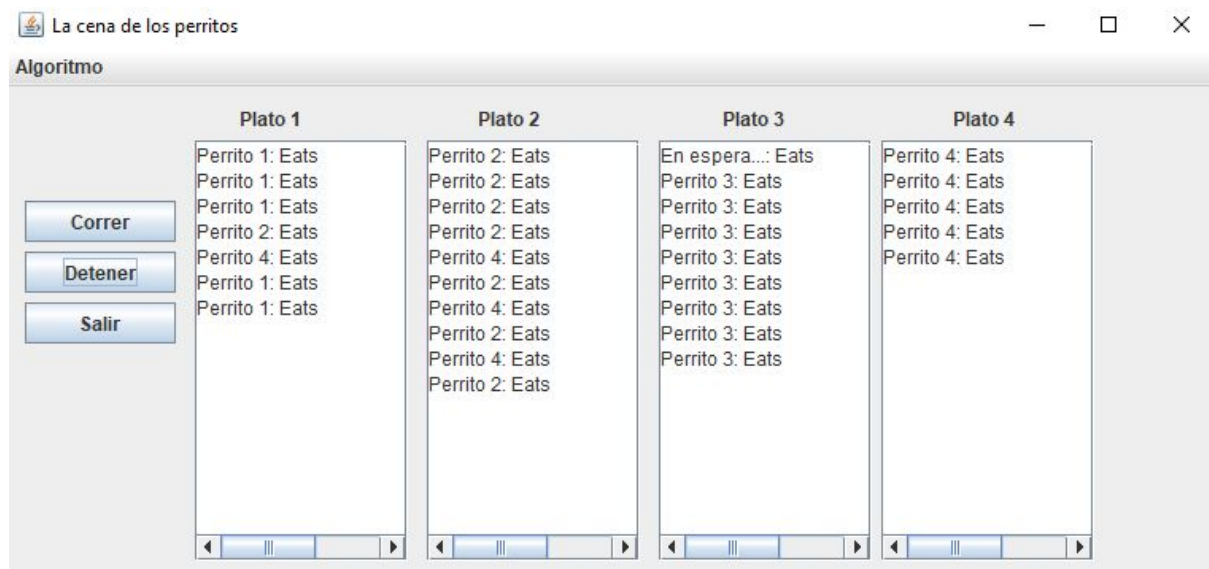 La cena de los perritos
Algoritmo
Plato 1
Plato 2
Plato 3
Plato 4
Correr
Detener
Salir
Perrito 1: Eats
Perrito 1: Eats
Perrito 1: Eats
Perrito 2: Eats
Perrito 4: Eats
Perrito 1: Eats
Perrito 1: Eats
Perrito 2: Eats
Perrito 2: Eats
Perrito 2: Eats
Perrito 2: Eats
Perrito 4: Eats
Perrito 2: Eats
Perrito 4: Eats
Perrito 2: Eats
Perrito 4: Eats
Perrito 2: Eats
En espera...: Eats
Perrito 3: Eats
Perrito 3: Eats
Perrito 3: Eats
Perrito 3: Eats
Perrito 3: Eats
Perrito 3: Eats
Perrito 3: Eats
Perrito 3: Eats
Perrito 4: Eats
Perrito 4: Eats
Perrito 4: Eats
Perrito 4: Eats
Perrito 4: Eats